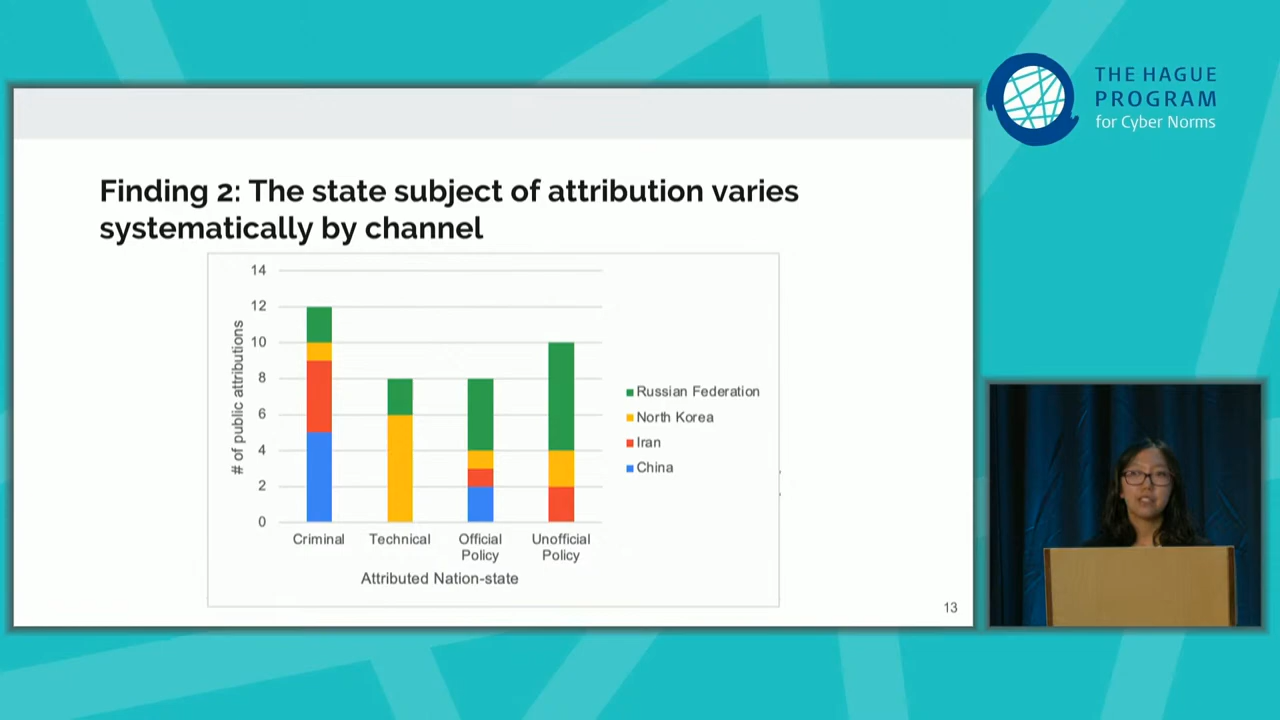 THE HAGUE
PROGRAM
for Cyber Norms
Finding 2: The state subject of attribution varies
systematically by channel
14
12
10
8
6
4
2
0
# of public attributions
Criminal
Technical
Official
Policy
Unofficial
Policy
Attributed Nation-state
Russian Federation
North Korea
Iran
China
13